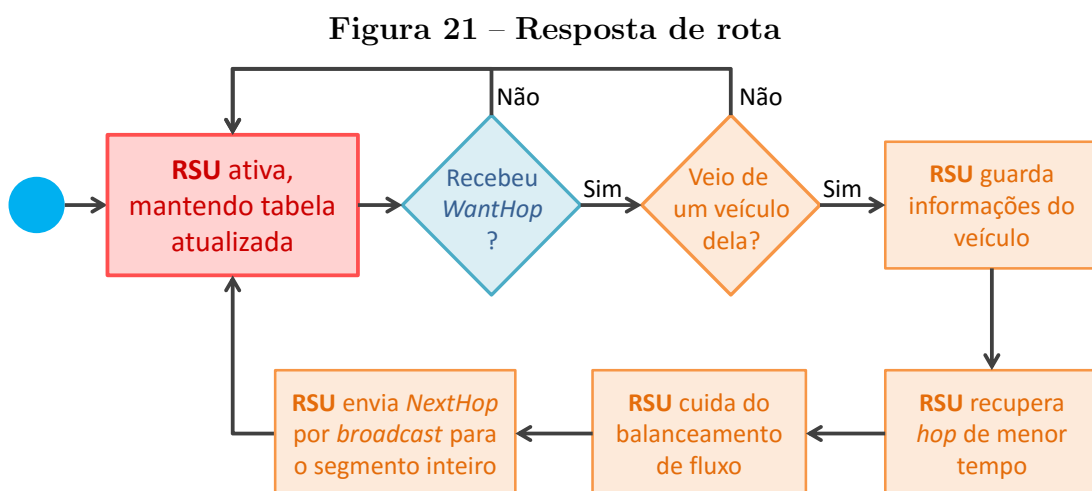 Figura 21 – Resposta de rota
Não
Não
RSU ativa,
mantendo tabela
atualizada
Recebeu
WantHop
?
Sim
Veio de
um veículo
dela?
Sim
RSU guarda
informações do
veículo
RSU envia NextHop
por broadcast para
o segmento inteiro
RSU cuida do
balanceamento
de fluxo
RSU recupera
hop de menor
tempo